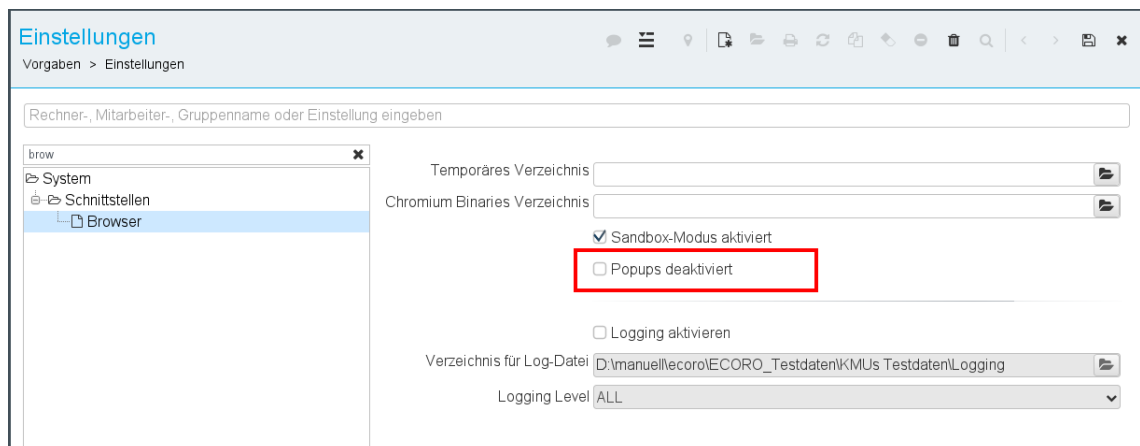 Einstellungen
Vorgaben > Einstellungen
Rechner-, Mitarbeiter-, Gruppenname oder Einstellung eingeben
brow
System
Schnittstellen
Browser
Temporäres Verzeichnis
Chromium Binaries Verzeichnis
Sandbox-Modus aktiviert
Popups deaktiviert
Logging aktivieren
Verzeichnis für Log-Datei D:\manuell\ecoro\ECORO_Testdaten\KMUs Testdaten\Logging
Logging Level ALL